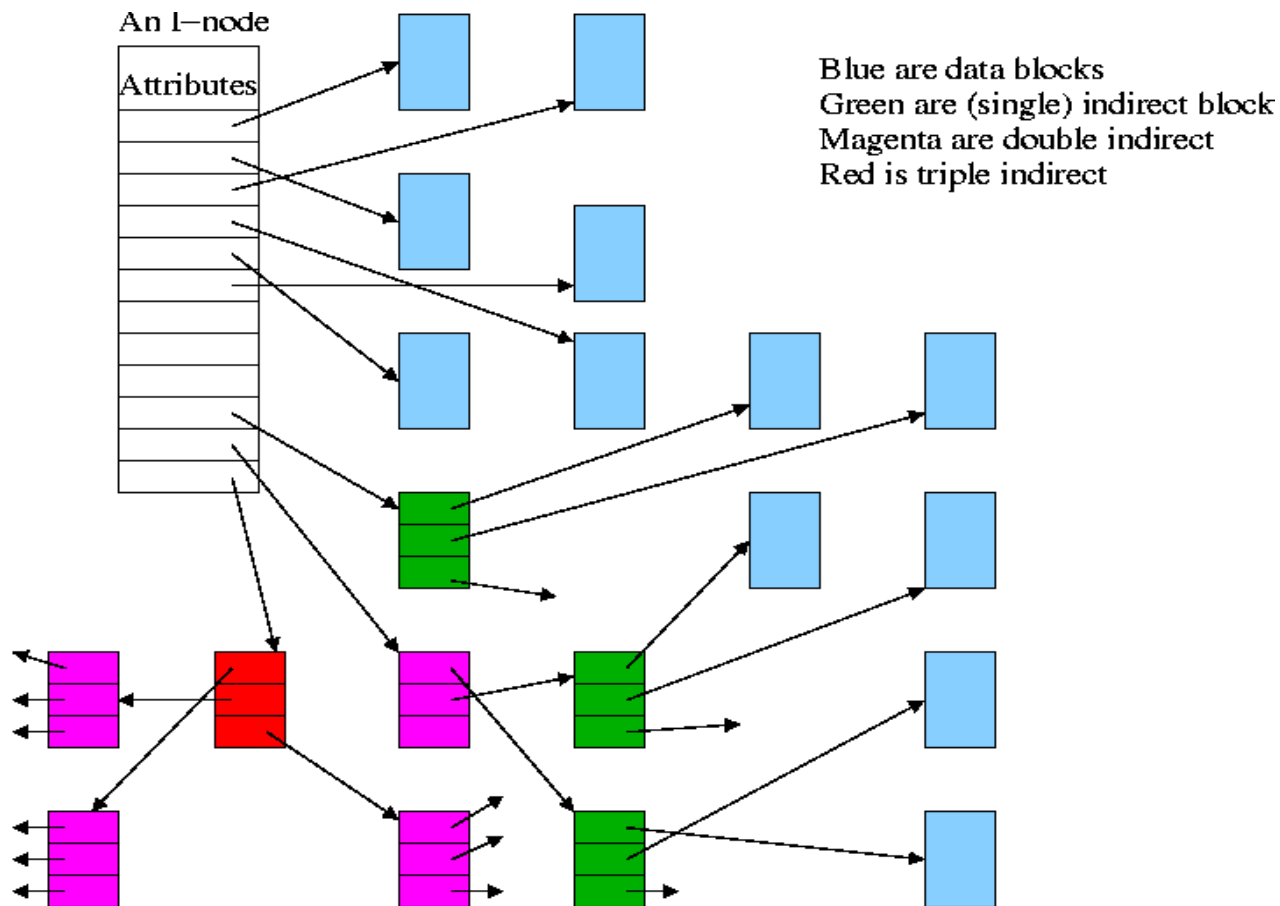 An I-node
Attributes
Blue are data blocks
Green are (single) indirect block
Magenta are double indirect
Red is triple indirect